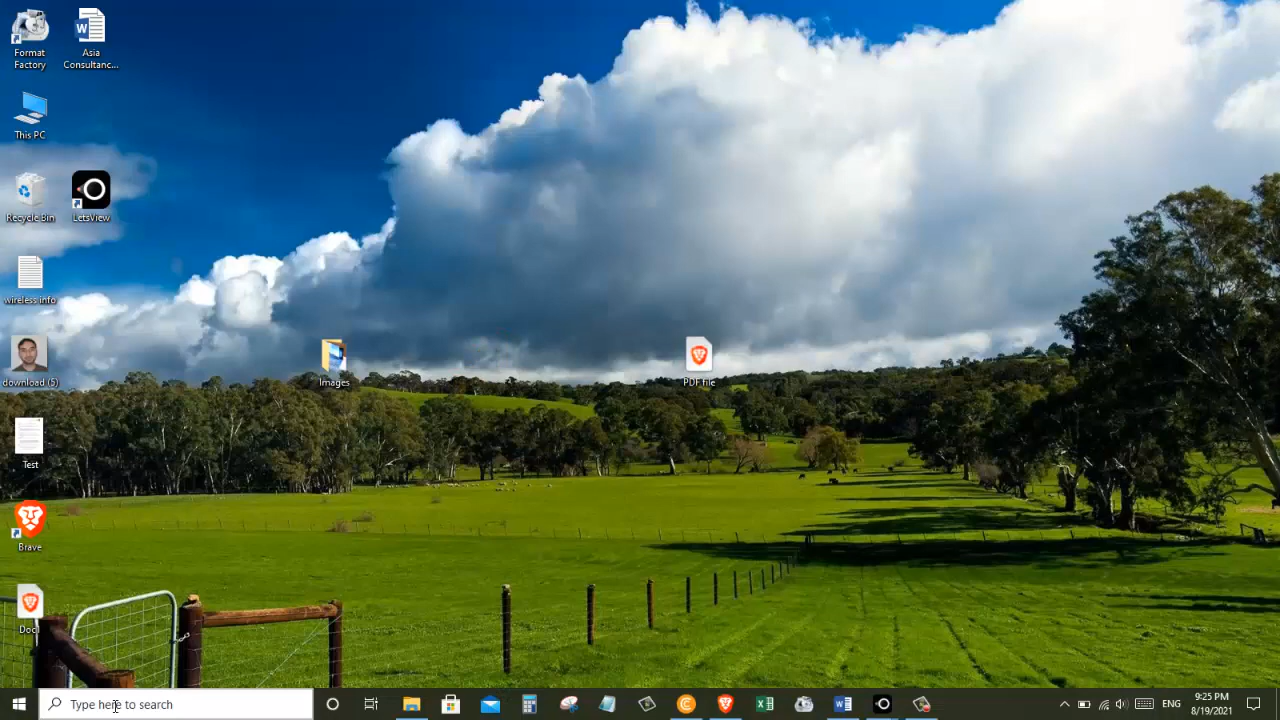 Format
Factory
Asia
Consultanc...
This PC
Recycle Bin
LetsView
wireless info
download (5)
Images
PDF file
Test
Brave
Doc1
Type here to search
ENG
9:25 PM
8/19/2021